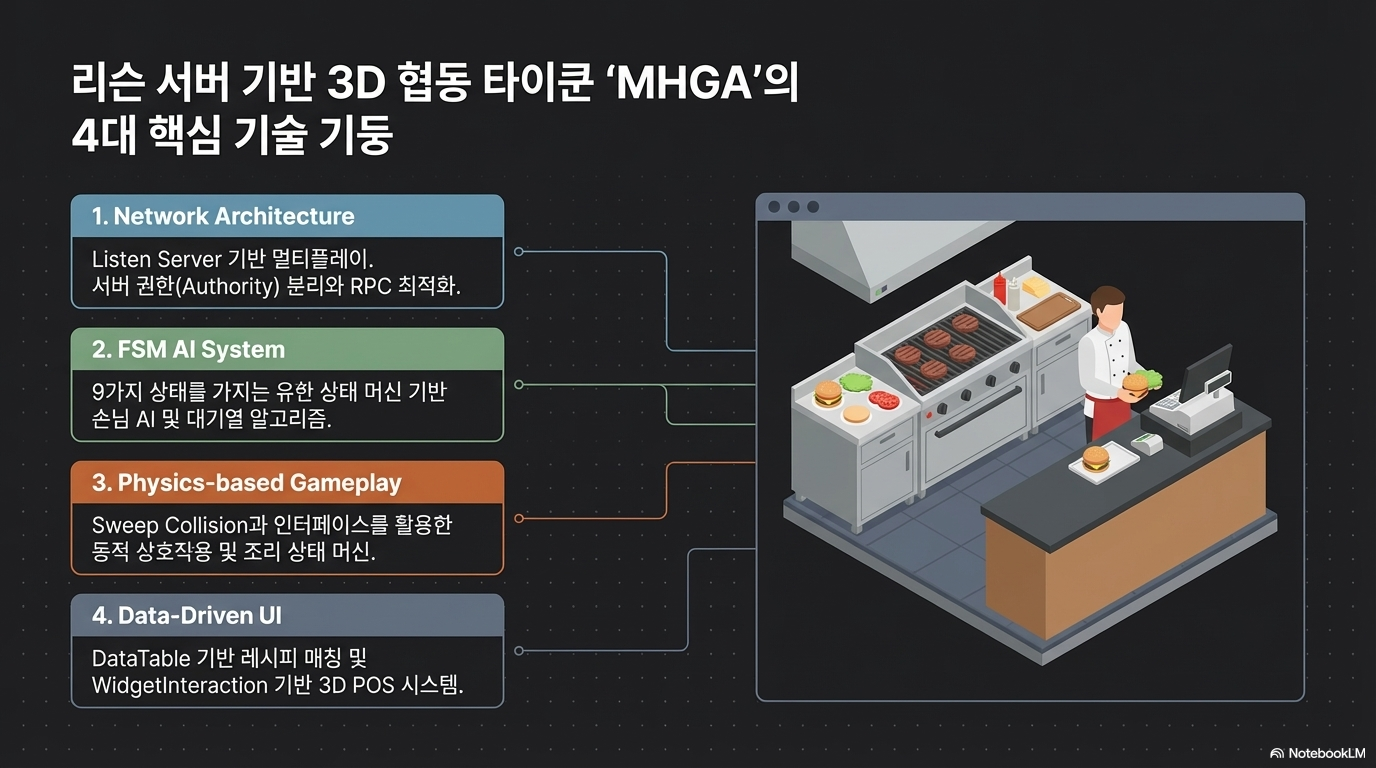 리슨 서버 기반 3D 협동 타이쿤 ‘MHGA’의
4대 핵심 기술 기둥
1. Network Architecture
Listen Server 기반 멀티플레이.
서버 권한(Authority) 분리와 RPC 최적화.
2. FSM AI System
9가지 상태를 가지는 유한 상태 머신 기반
손님 AI 및 대기열 알고리즘.
3. Physics-based Gameplay
Sweep Collision과 인터페이스를 활용한
동적 상호작용 및 조리 상태 머신.
4. Data-Driven UI
DataTable 기반 레시피 매칭 및
WidgetInteraction 기반 3D POS 시스템.
NotebookLM